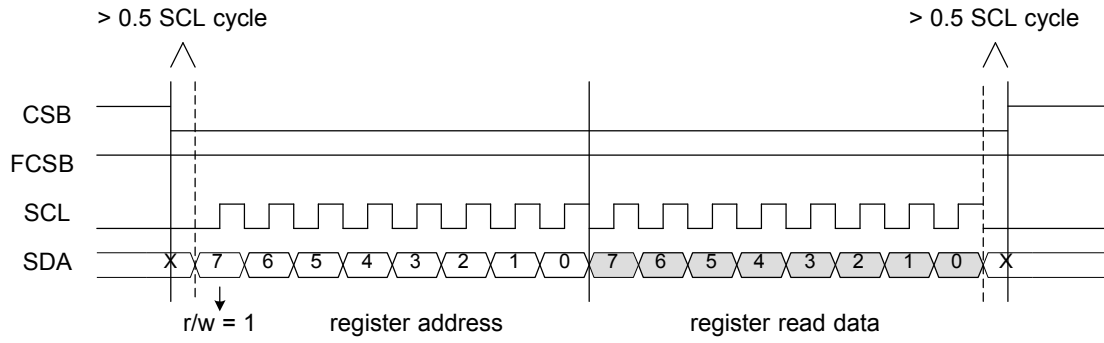 > 0.5 SCL cycle > 0.5 SCL cycle
CSB
FCSB
SCL
SDA X 7 6 5 4 3 2 1 0 7 6 5 4 3 2 1 0 X
r/w = 1 register address register read data